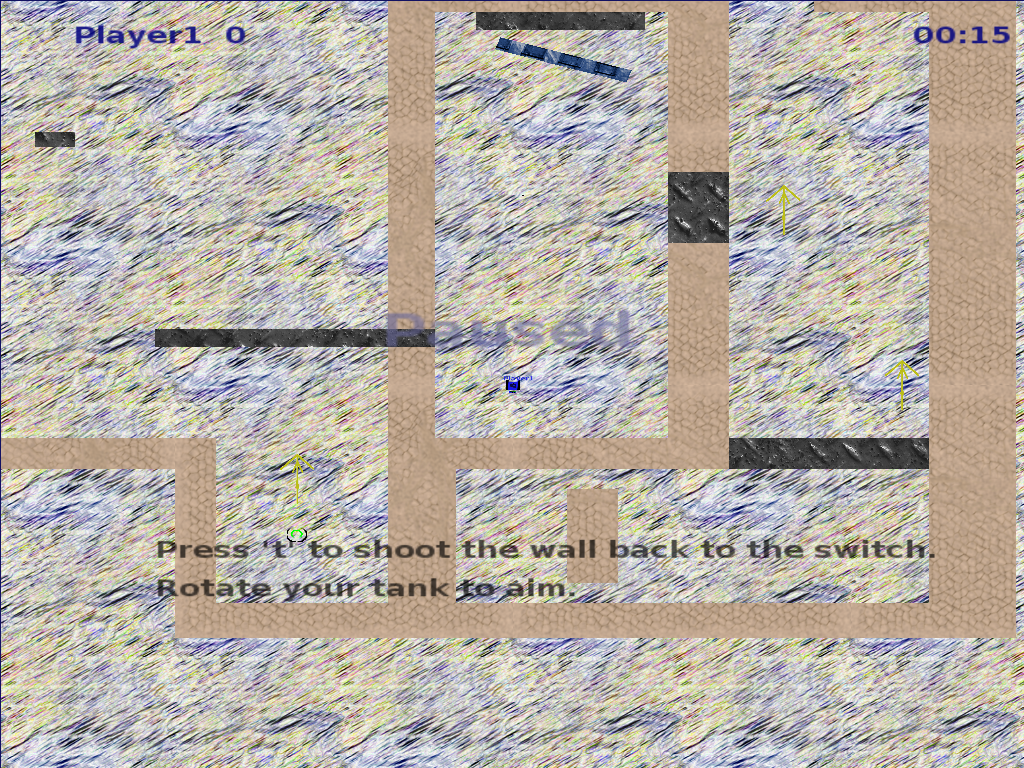 Player1 0
00:15
Paused
Player1
Press 't' to shoot the wall back to the switch.
Rotate your tank to aim.